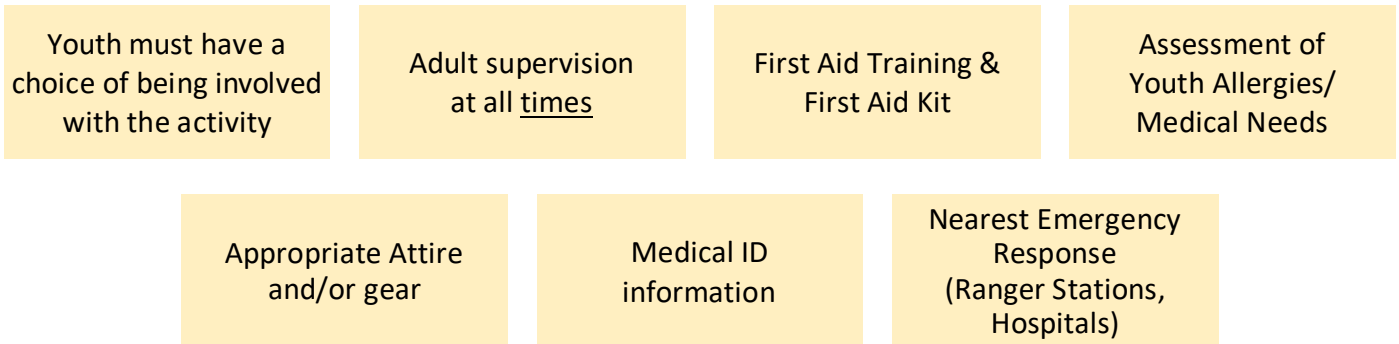 Youth must have a
choice of being involved
with the activity
Adult supervision
at all times
First Aid Training &
First Aid Kit
Assessment of
Youth Allergies/
Medical Needs
Appropriate Attire
and/or gear
Medical ID
information
Nearest Emergency
Response
(Ranger Stations,
Hospitals)